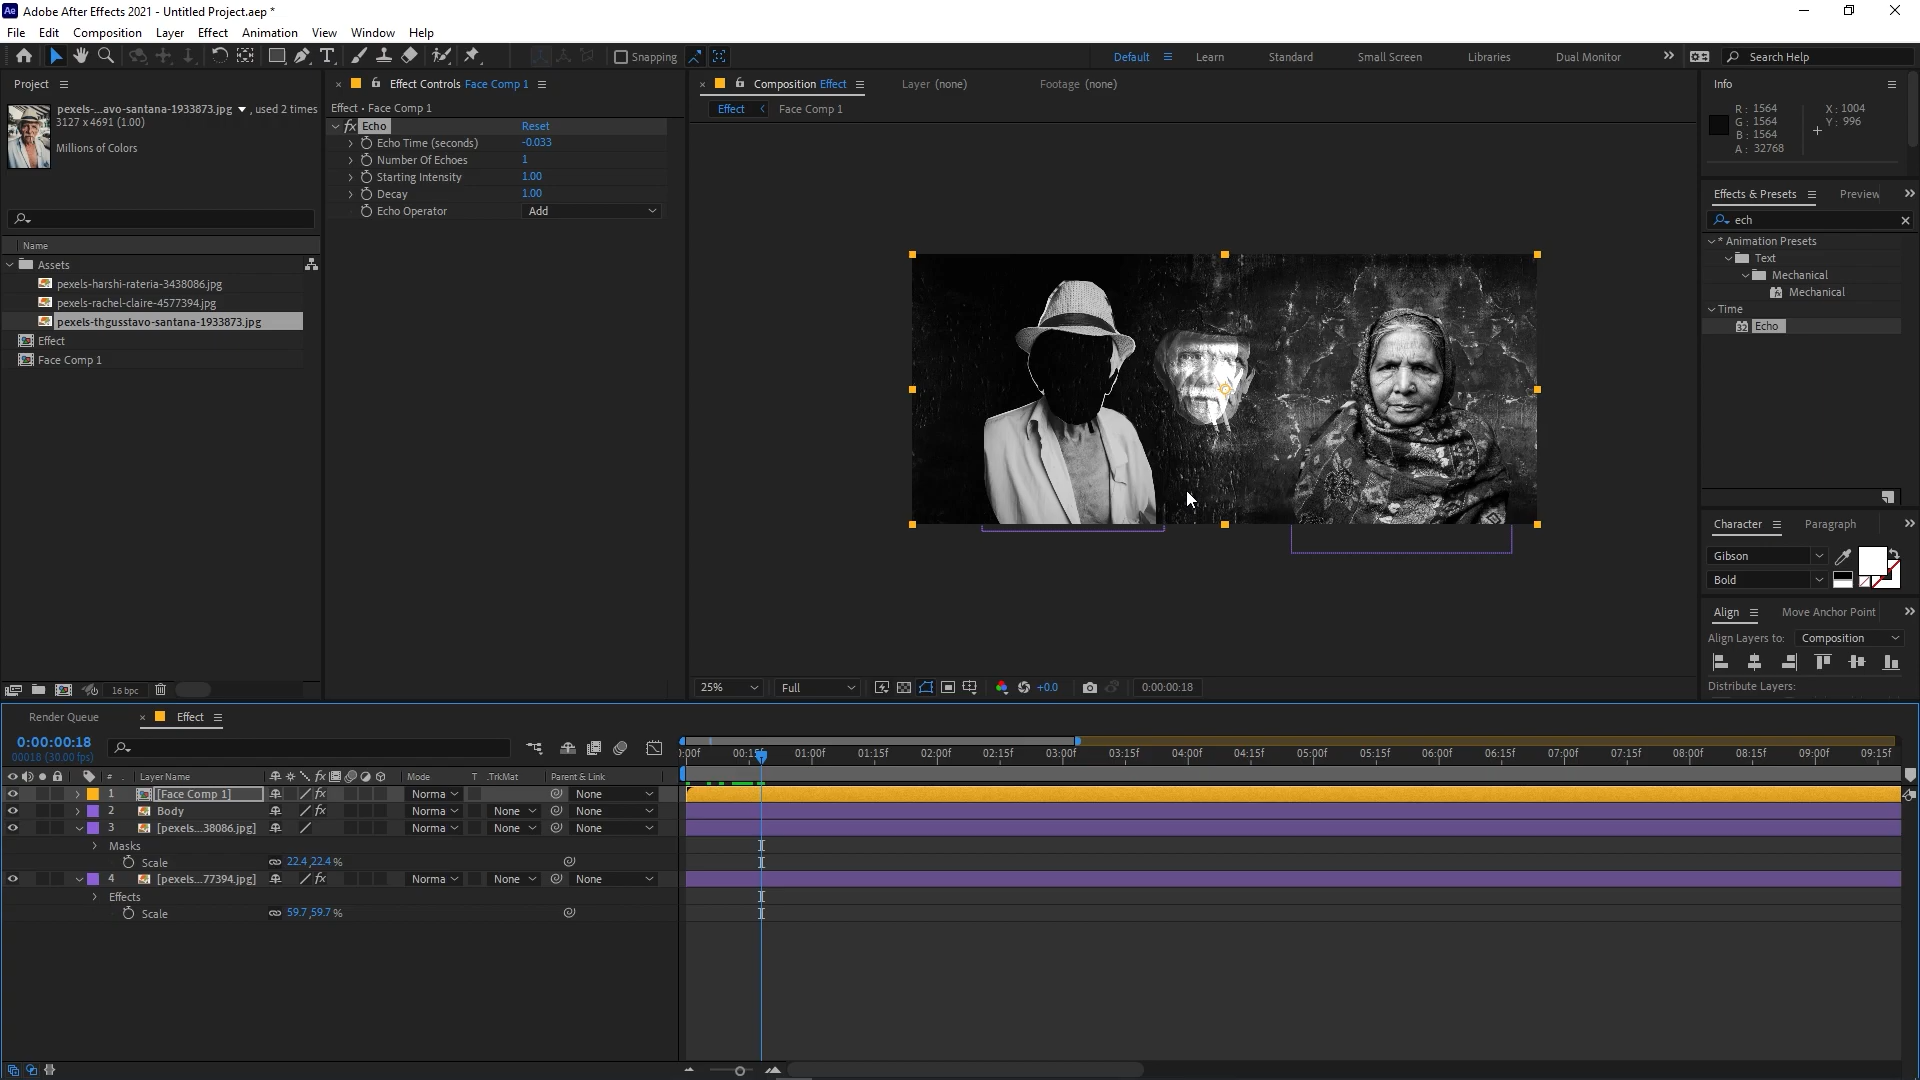 Ae Adobe After Effects 2021 - Untitled Project.aep *
File Edit Composition Layer Effect Animation View Window Help
Snapping Default Learn Standard Small Screen Libraries Dual Monitor Search Help
Project
pexels-...avo-santana-1933873.jpg , used 2 times
3127 x 4691 (1.00)
Millions of Colors
Name
Assets
pexels-harshi-rateria-3438086.jpg
pexels-rachel-claire-4577394.jpg
pexels-thgusstavo-santana-1933873.jpg
Effect
Face Comp 1
16 bpc
Effect Controls Face Comp 1
Effect • Face Comp 1
fx Echo Reset
Echo Time (seconds) -0.033
Number Of Echoes 1
Starting Intensity 1.00
Decay 1.00
Echo Operator Add
Composition Effect Layer (none) Footage (none)
Effect Face Comp 1
25% Full +0.0 0:00:00:18
Info
R: 1564 X: 1004
G: 1564 Y: 996
B: 1564
A: 32768
Effects & Presets Preview
ech
* Animation Presets
Text
Mechanical
Mechanical
Time
32 Echo
Character Paragraph
Gibson
Bold
Align Move Anchor Point
Align Layers to: Composition
Distribute Layers:
Render Queue Effect
0:00:00:18
00018 (30.00 fps)
# Layer Name fx Mode T .TrkMat Parent & Link
1 [Face Comp 1] fx Norma None
2 Body fx Norma None None
3 [pexels...38086.jpg] Norma None None
Masks
Scale 22.4,22.4 %
4 [pexels...77394.jpg] fx Norma None None
Effects
Scale 59.7,59.7 %
):00f 00:15f 01:00f 01:15f 02:00f 02:15f 03:00f 03:15f 04:00f 04:15f 05:00f 05:15f 06:00f 06:15f 07:00f 07:15f 08:00f 08:15f 09:00f 09:15f